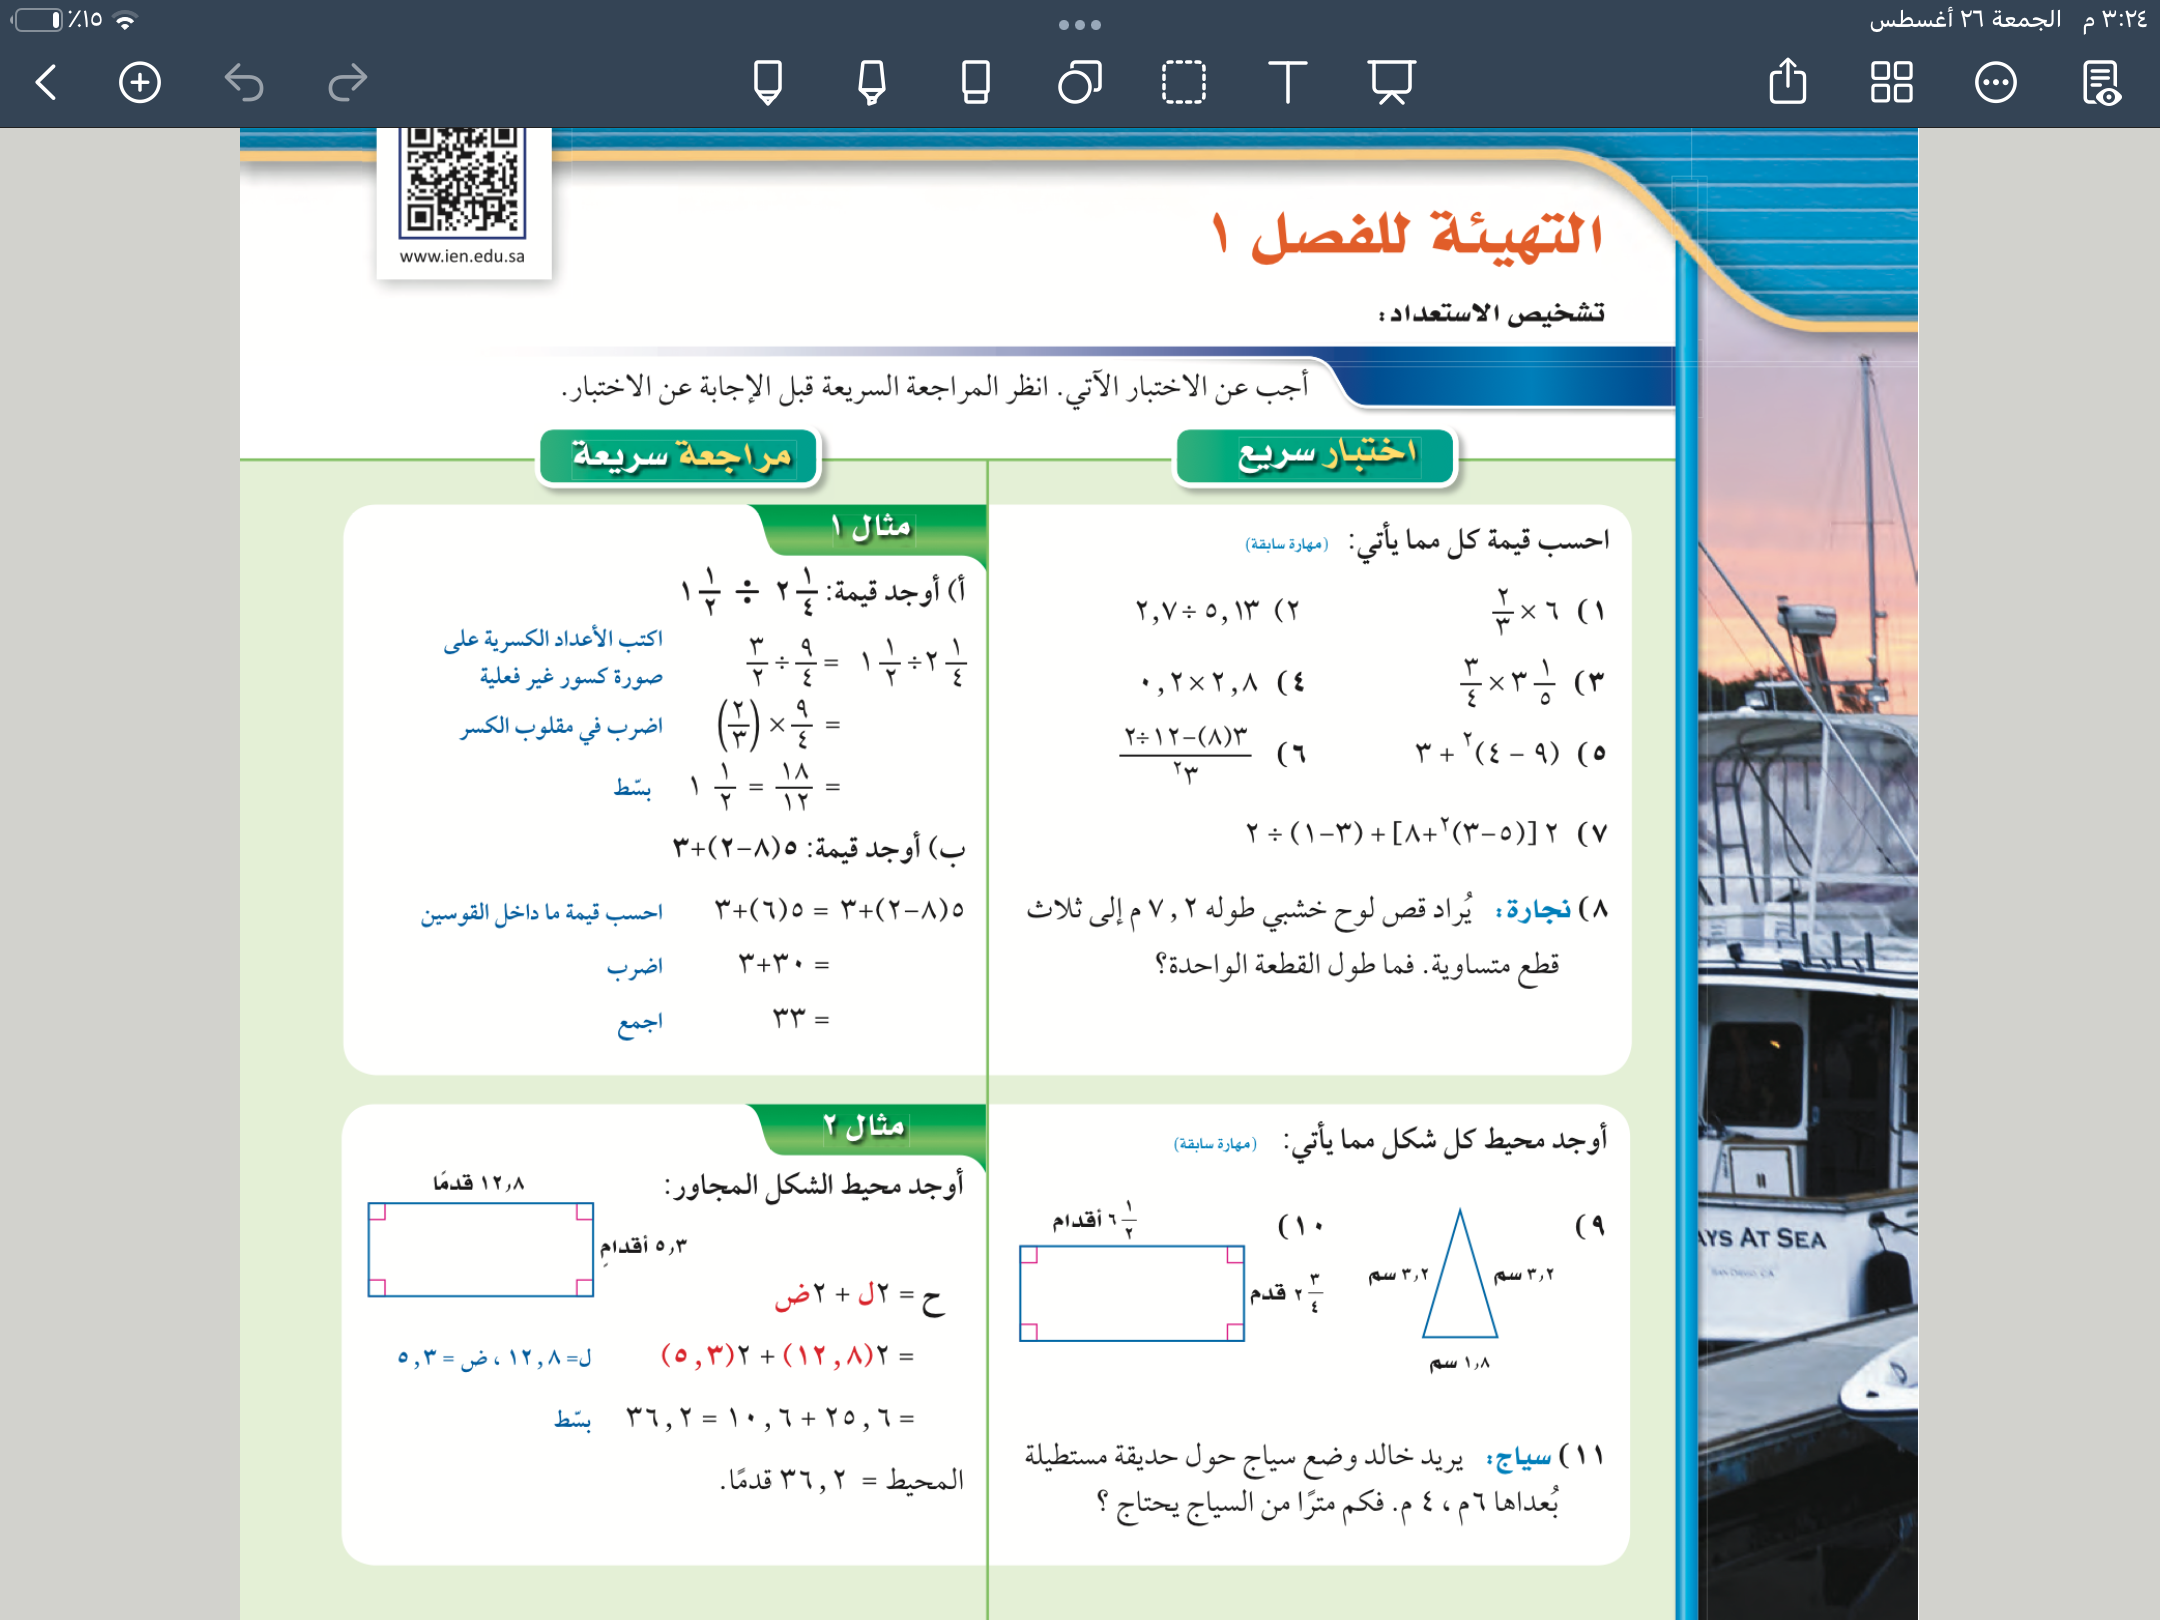 ٣:٢٤ م الجمعة ٢٦ أغسطس
٪١٥
www.ien.edu.sa
التهيئة للفصل ١
تشخيص الاستعداد:
أجب عن الاختبار الآتي. انظر المراجعة السريعة قبل الإجابة عن الاختبار.
اختبار سريع
احسب قيمة كل مما يأتي: (مهارة سابقة)
١) ٦ × ٢/٣ ٢) ٥,١٣ ÷ ٢,٧
٣) ٣ ١/٥ × ٣/٤ ٤) ٢,٨ × ٠,٢
٥) (٩ – ٤)² + ٣ ٦) ٣(٨)–١٢÷٢ / ٣²
٧) ٢ [(٥–٣)²+٨] + (٣–١) ÷ ٢
٨) نجارة: يُراد قص لوح خشبي طوله ٧,٢ م إلى ثلاث
قطع متساوية. فما طول القطعة الواحدة؟
أوجد محيط كل شكل مما يأتي: (مهارة سابقة)
٩)
٣,٢ سم
٣,٢ سم
١,٨ سم
١٠)
٦ ١/٢ أقدام
٢ ٣/٤ قدم
١١) سياج: يريد خالد وضع سياج حول حديقة مستطيلة
بُعداها ٦م ، ٤ م. فكم مترًا من السياج يحتاج ؟
مراجعة سريعة
مثال ١
أ) أوجد قيمة: ٢ ١/٤ ÷ ١ ١/٢
٢ ١/٤ ÷ ١ ١/٢ = ٩/٤ ÷ ٣/٢ اكتب الأعداد الكسرية على
صورة كسور غير فعلية
= ٩/٤ × (٢/٣) اضرب في مقلوب الكسر
= ١٨/١٢ = ١ ١/٢ بسّط
ب) أوجد قيمة: ٥(٨–٢)+٣
٥(٨–٢)+٣ = ٥(٦)+٣ احسب قيمة ما داخل القوسين
= ٣٠+٣ اضرب
= ٣٣ اجمع
مثال ٢
أوجد محيط الشكل المجاور:
١٢,٨ قدمًا
٥,٣ أقدامٍ
ح = ٢ل + ٢ض
= ٢(١٢,٨) + ٢(٥,٣) ل= ١٢,٨ ، ض = ٥,٣
= ٢٥,٦ + ١٠,٦ = ٣٦,٢ بسّط
المحيط = ٣٦,٢ قدمًا.
AYS AT SEA